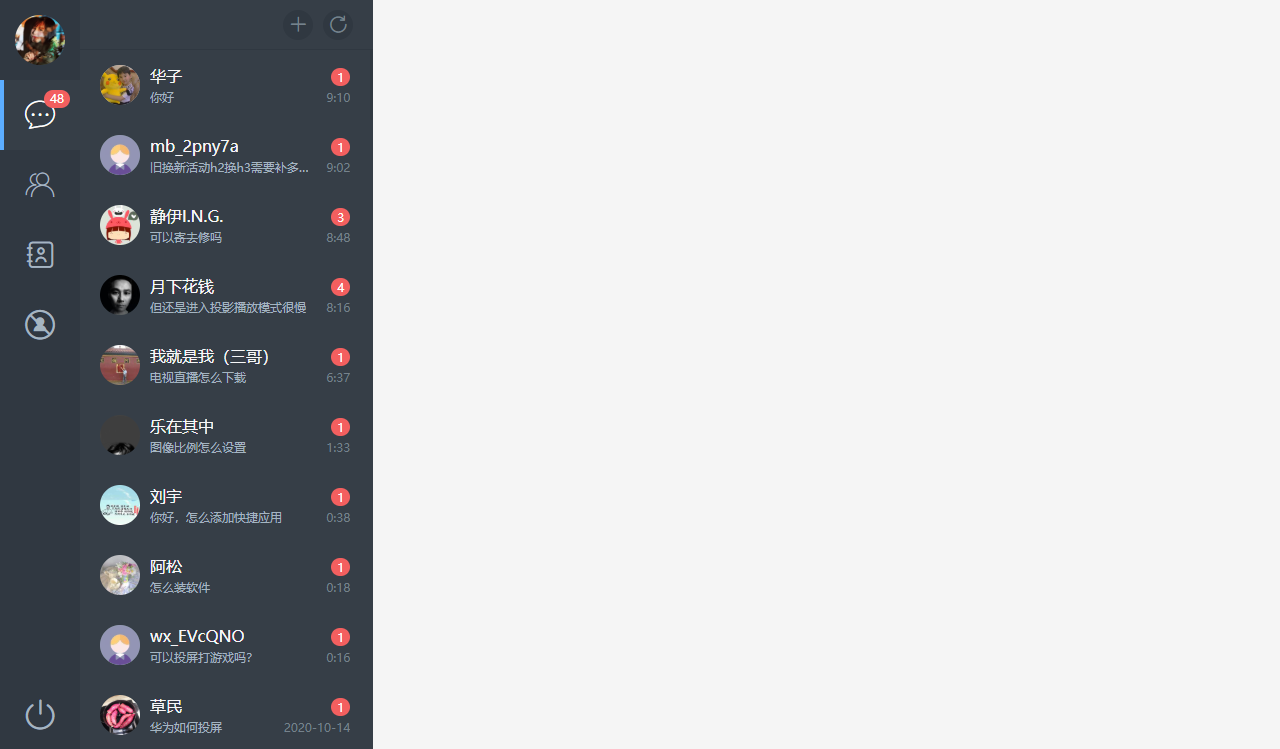 48
华子
1
你好
9:10
mb_2pny7a
1
旧换新活动h2换h3需要补多...
9:02
静伊I.N.G.
3
可以寄去修吗
8:48
月下花钱
4
但还是进入投影播放模式很慢
8:16
我就是我（三哥）
1
电视直播怎么下载
6:37
乐在其中
1
图像比例怎么设置
1:33
刘宇
1
你好，怎么添加快捷应用
0:38
阿松
1
怎么装软件
0:18
wx_EVcQNO
1
可以投屏打游戏吗?
0:16
草民
1
华为如何投屏
2020-10-14